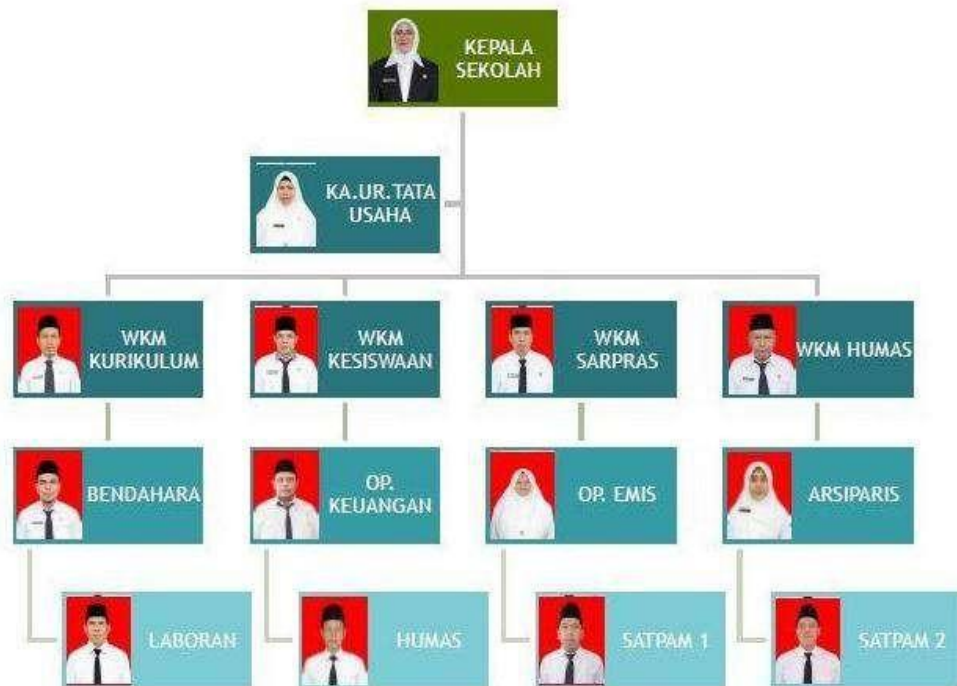 KEPALA
SEKOLAH
KA.UR.TATA
USAHA
WKM
KURIKULUM
WKM
KESISWAAN
WKM
SARPRAS
WKM HUMAS
BENDAHARA
OP.
KEUANGAN
OP. EMIS
ARSIPARIS
LABORAN
HUMAS
SATPAM 1
SATPAM 2